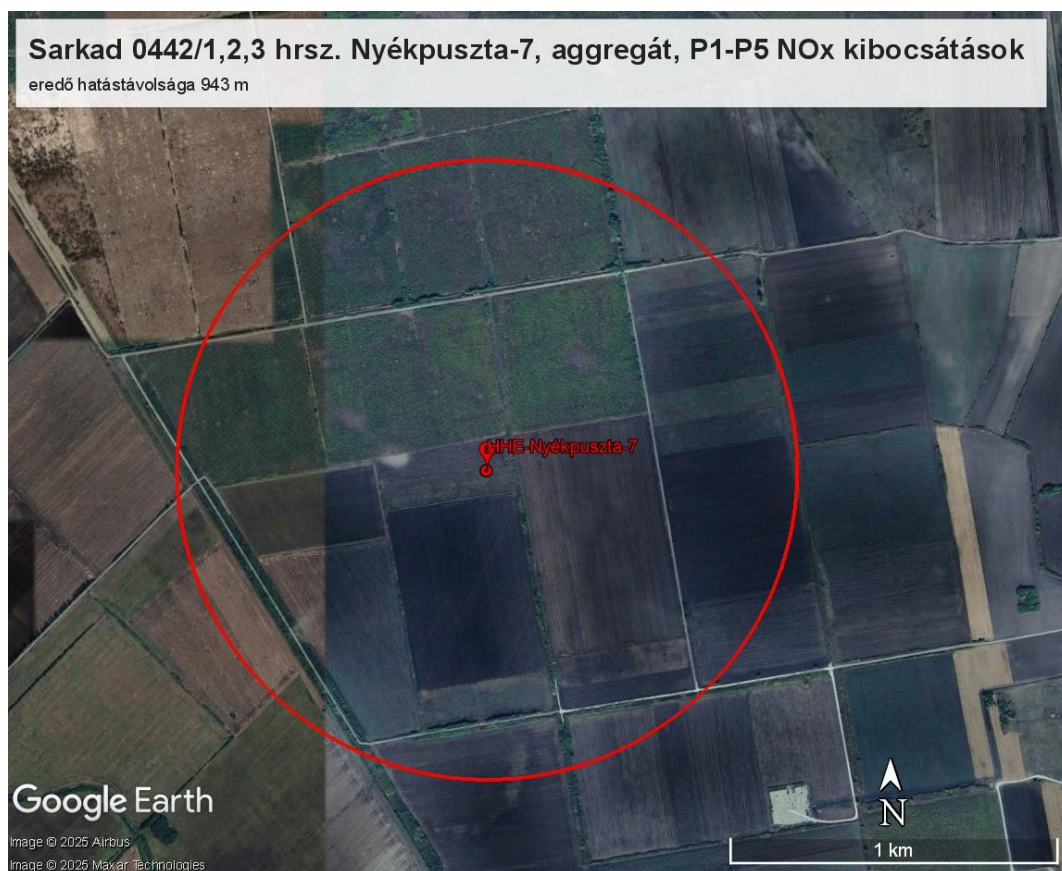 Sarkad 0442/1,2,3 hrsz. Nyékpuszta-7, aggregát, P1-P5 NOx kibocsátások
eredő hatástávolsága 943 m
HHE-Nyékpuszta-7
Google Earth
N
Image © 2025 Airbus
1 km
Image © 2025 Maxar Technologies